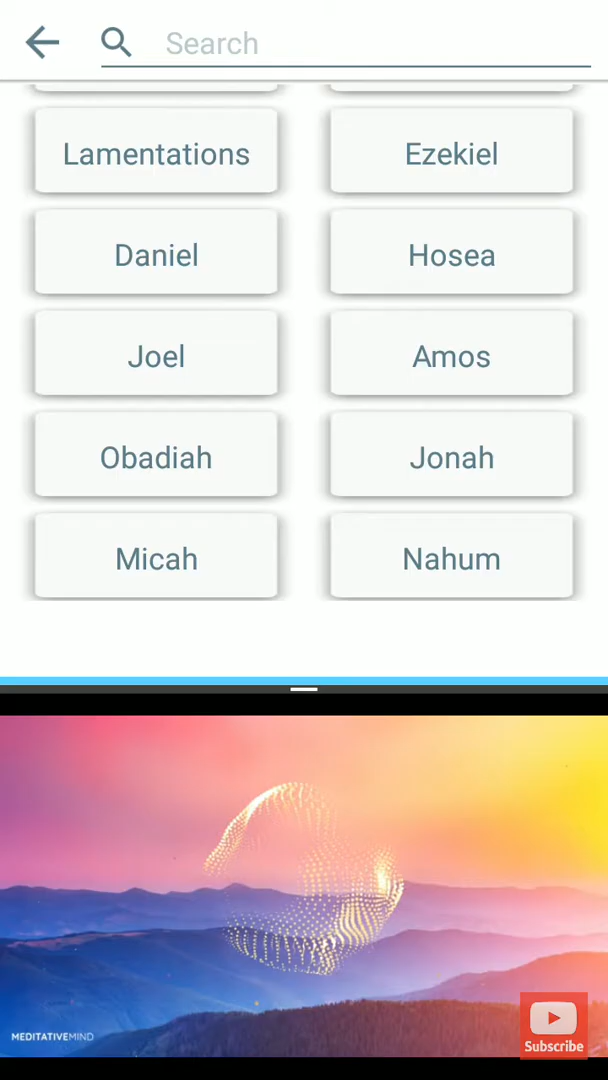 Search
Lamentations
Ezekiel
Daniel
Hosea
Joel
Amos
Obadiah
Jonah
Micah
Nahum
MEDITATIVEMIND
Subscribe